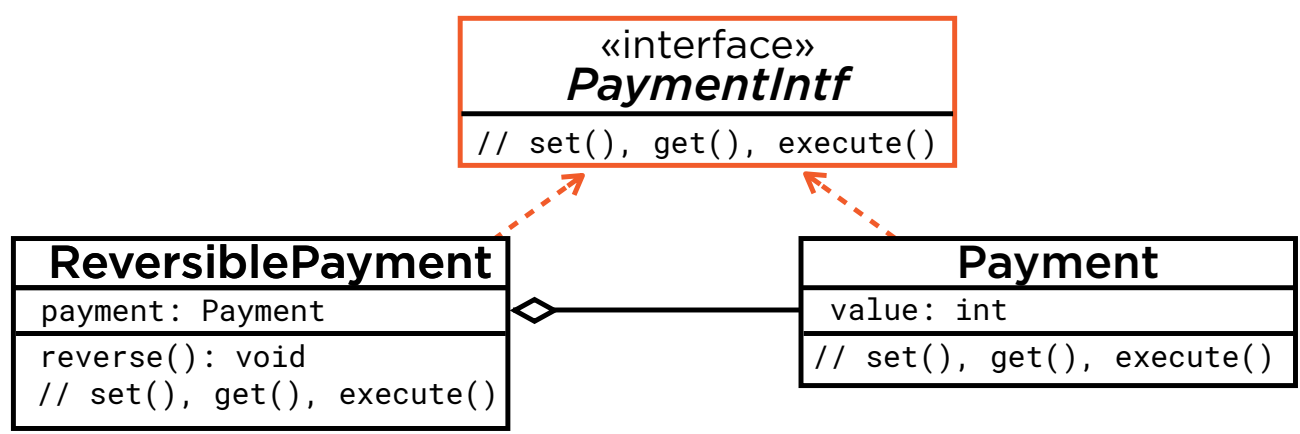 «interface»
PaymentIntf
// set(), get(), execute()
ReversiblePayment
payment: Payment
reverse(): void
// set(), get(), execute()
Payment
value: int
// set(), get(), execute()